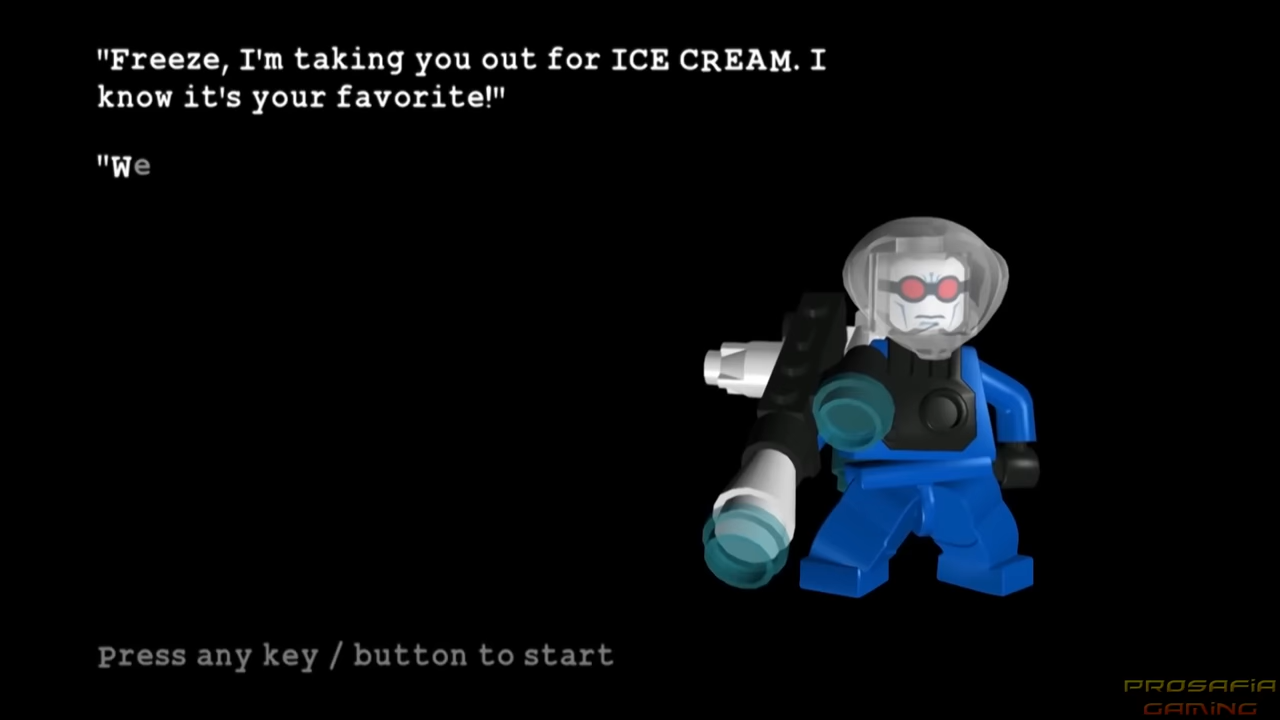 "Freeze, I'm taking you out for ICE CREAM. I
know it's your favorite!"
"We
Press any key / button to start
PROSAFiA
GAMiNG